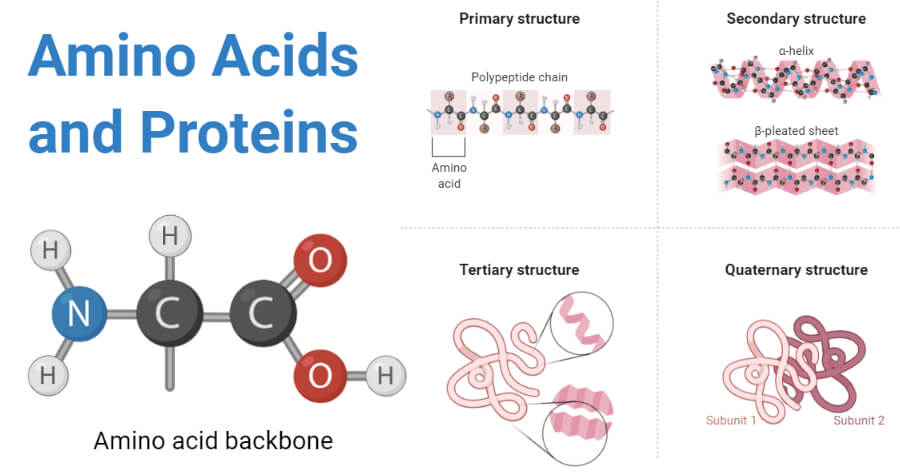 Amino Acids
and Proteins
H
H
N
C
C
O
H
O
H
Amino acid backbone
Primary structure
Polypeptide chain
Amino
acid
Secondary structure
α-helix
β-pleated sheet
Tertiary structure
Quaternary structure
Subunit 1
Subunit 2